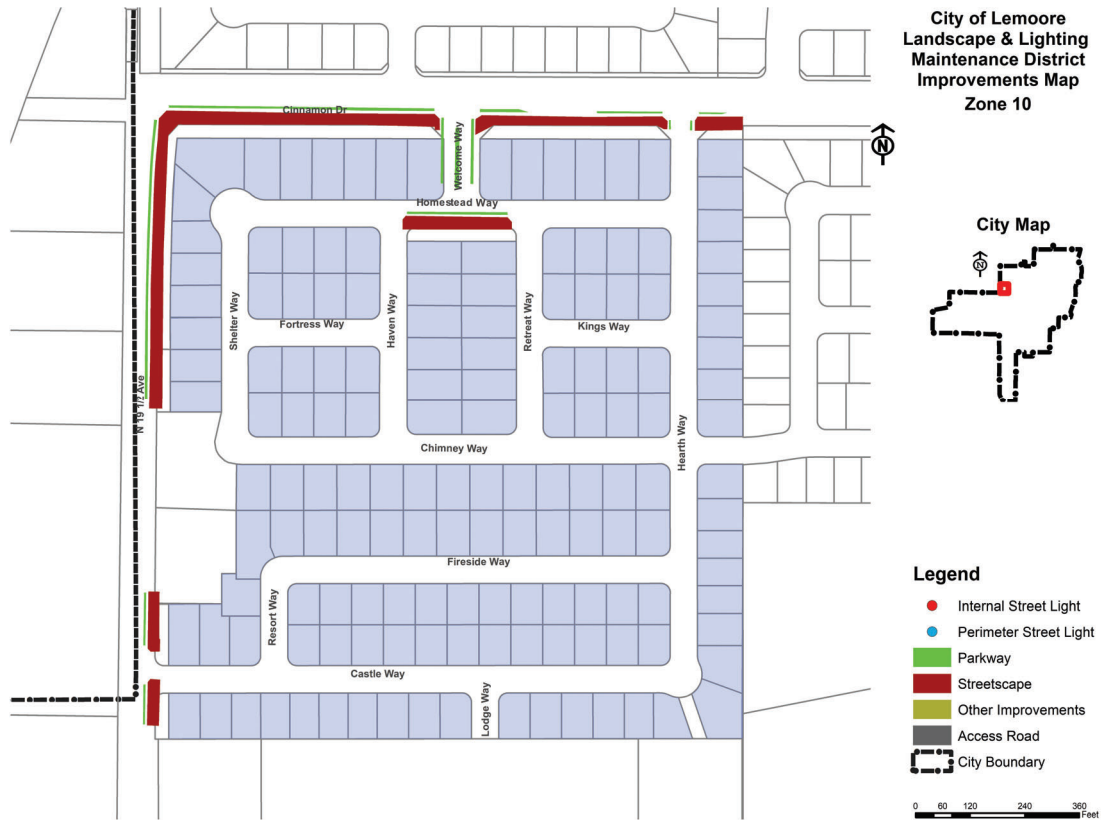 City of Lemoore
Landscape & Lighting
Maintenance District
Improvements Map
Zone 10
N
Cinnamon Dr
Welcome Way
Homestead Way
Shelter Way
Fortress Way
Haven Way
Retreat Way
Kings Way
N 19 1/2 Ave
Chimney Way
Hearth Way
Fireside Way
Resort Way
Castle Way
Lodge Way
City Map
N
Legend
Internal Street Light
Perimeter Street Light
Parkway
Streetscape
Other Improvements
Access Road
City Boundary
0 60 120 240 360
Feet